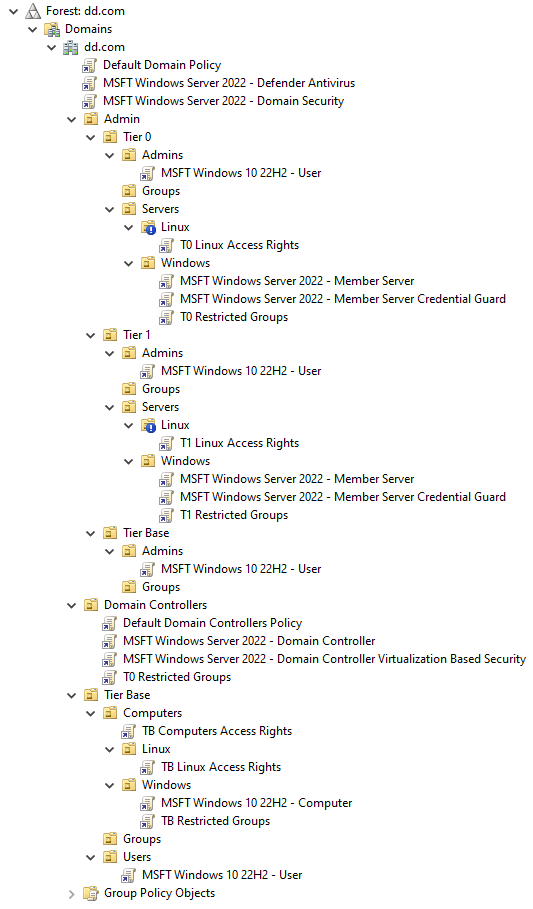 Forest: dd.com
Domains
dd.com
Default Domain Policy
MSFT Windows Server 2022 - Defender Antivirus
MSFT Windows Server 2022 - Domain Security
Admin
Tier 0
Admins
MSFT Windows 10 22H2 - User
Groups
Servers
Linux
T0 Linux Access Rights
Windows
MSFT Windows Server 2022 - Member Server
MSFT Windows Server 2022 - Member Server Credential Guard
T0 Restricted Groups
Tier 1
Admins
MSFT Windows 10 22H2 - User
Groups
Servers
Linux
T1 Linux Access Rights
Windows
MSFT Windows Server 2022 - Member Server
MSFT Windows Server 2022 - Member Server Credential Guard
T1 Restricted Groups
Tier Base
Admins
MSFT Windows 10 22H2 - User
Groups
Domain Controllers
Default Domain Controllers Policy
MSFT Windows Server 2022 - Domain Controller
MSFT Windows Server 2022 - Domain Controller Virtualization Based Security
T0 Restricted Groups
Tier Base
Computers
TB Computers Access Rights
Linux
TB Linux Access Rights
Windows
MSFT Windows 10 22H2 - Computer
TB Restricted Groups
Groups
Users
MSFT Windows 10 22H2 - User
Group Policy Objects